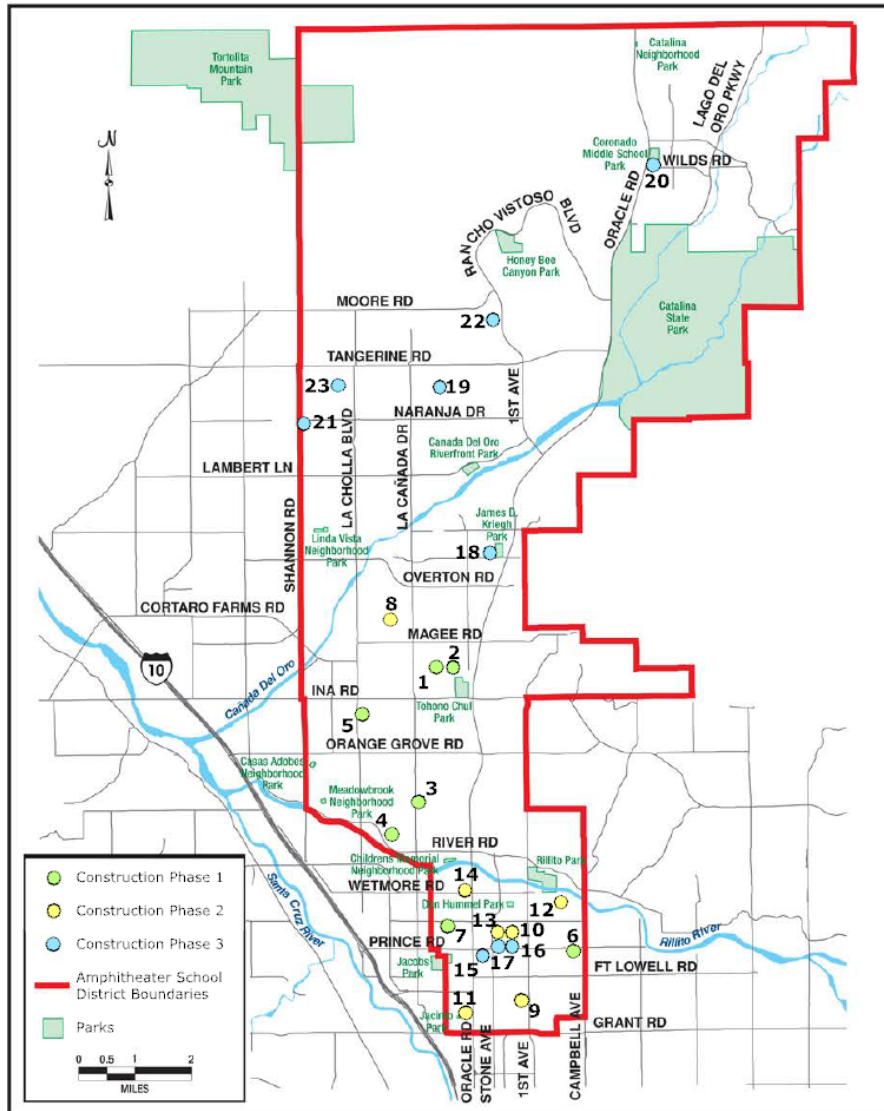 Tortolita
Mountain
Park
Catalina
Neighborhood
Park
LAGO DEL
ORO PKWY
N
Coronado
Middle School
Park
WILDS RD
20
ORACLE RD
RANCHO VISTOSO
BLVD
Honey Bee
Canyon Park
Catalina
State
Park
MOORE RD
22
TANGERINE RD
23
19
1ST AVE
NARANJA DR
21
LA CHOLLA BLVD
LA CAÑADA DR
Canada Del Oro
Riverfront Park
LAMBERT LN
SHANNON RD
Linda Vista
Neighborhood
Park
James D.
Kriegh
Park
18
OVERTON RD
8
CORTARO FARMS RD
MAGEE RD
10
2
1
Cañada Del Oro
INA RD
Tohono Chul
Park
5
ORANGE GROVE RD
Casas Adobes
Neighborhood
Park
Meadowbrook
Neighborhood
Park
3
4
RIVER RD
Childrens Memorial
Neighborhood Park
Rillito Park
14
WETMORE RD
Dan Hummel Park
12
13
10
7
PRINCE RD
6
Rillito River
Santa Cruz River
Jacobs
Park
15
17
16
FT LOWELL RD
11
9
Park
GRANT RD
ORACLE RD
STONE AVE
1ST AVE
CAMPBELL AVE
Construction Phase 1
Construction Phase 2
Construction Phase 3
Amphitheater School
District Boundaries
Parks
0 0.5 1 2
MILES